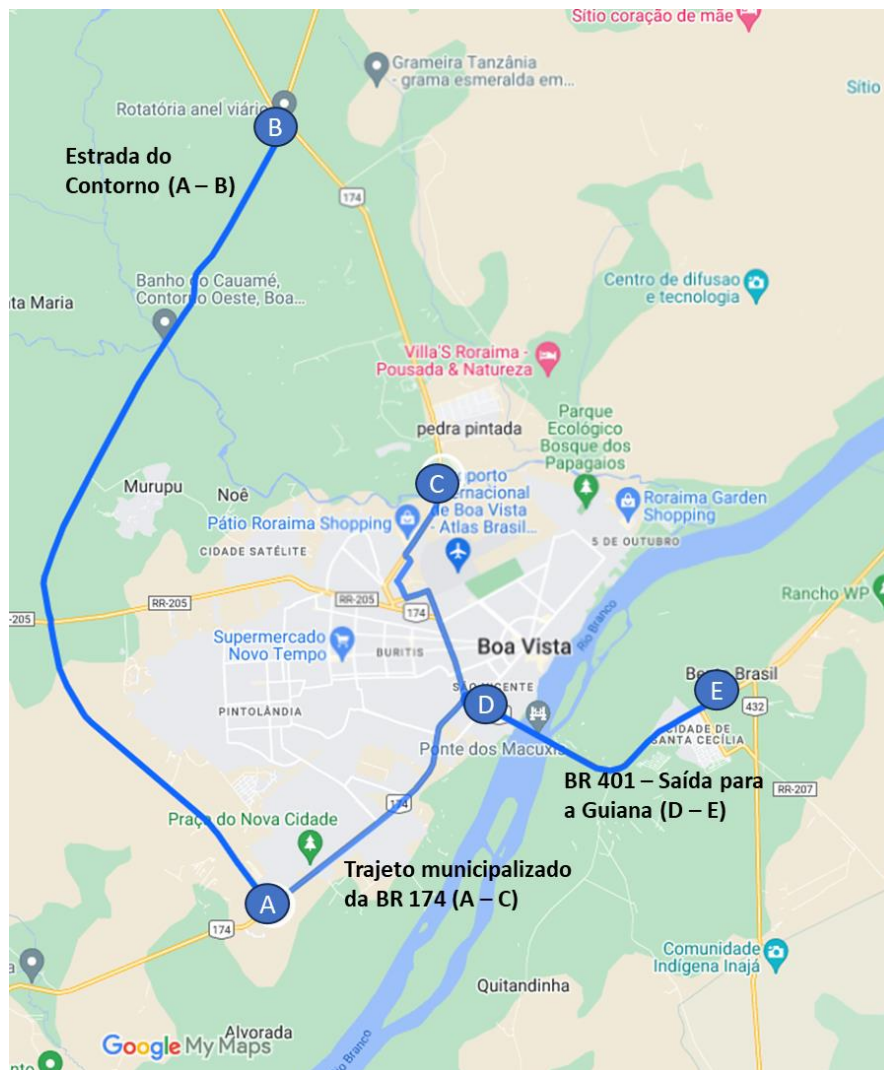 Sítio coração de mãe
Grameira Tanzânia
- grama esmeralda em...
Sítio
Rotatória anel viário
B
Estrada do
Contorno (A – B)
174
Centro de difusao
e tecnologia
Banho do Cauamé,
Contorno Oeste, Boa...
ta Maria
Villa'S Roraima -
Pousada & Natureza
Parque
Ecológico
Bosque dos
Papagaios
pedra pintada
C
porto
ernacional
de Boa Vista
- Atlas Brasil...
Murupu
Noê
Pátio Roraima Shopping
Roraima Garden
Shopping
CIDADE SATÉLITE
5 DE OUTUBRO
RR-205
RR-205
-205
174
Rancho WP
Rio Branco
Supermercado
Novo Tempo
BURITIS
Boa Vista
SÃO VICENTE
Brasil
E
D
PINTOLÂNDIA
432
CIDADE DE
SANTA CECÍLIA
Ponte dos Macuxis
BR 401 – Saída para
a Guiana (D – E)
RR-207
174
Praça do Nova Cidade
Trajeto municipalizado
da BR 174 (A – C)
A
174
a
Comunidade
Indígena Inajá
Quitandinha
Alvorada
Google My Maps
Branco
nto